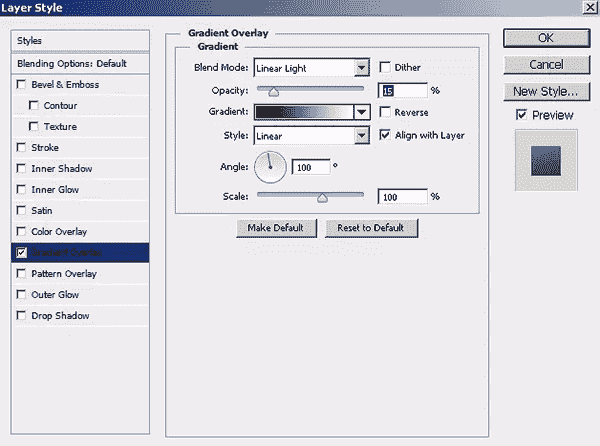 Layer Style
Styles
Blending Options: Default
Bevel & Emboss
Contour
Texture
Stroke
Inner Shadow
Inner Glow
Satin
Color Overlay
Gradient Overlay
Pattern Overlay
Outer Glow
Drop Shadow
Gradient Overlay
Gradient
Blend Mode: Linear Light Dither
Opacity: 15 %
Gradient: Reverse
Style: Linear Align with Layer
Angle: 100 °
Scale: 100 %
Make Default Reset to Default
OK
Cancel
New Style...
Preview